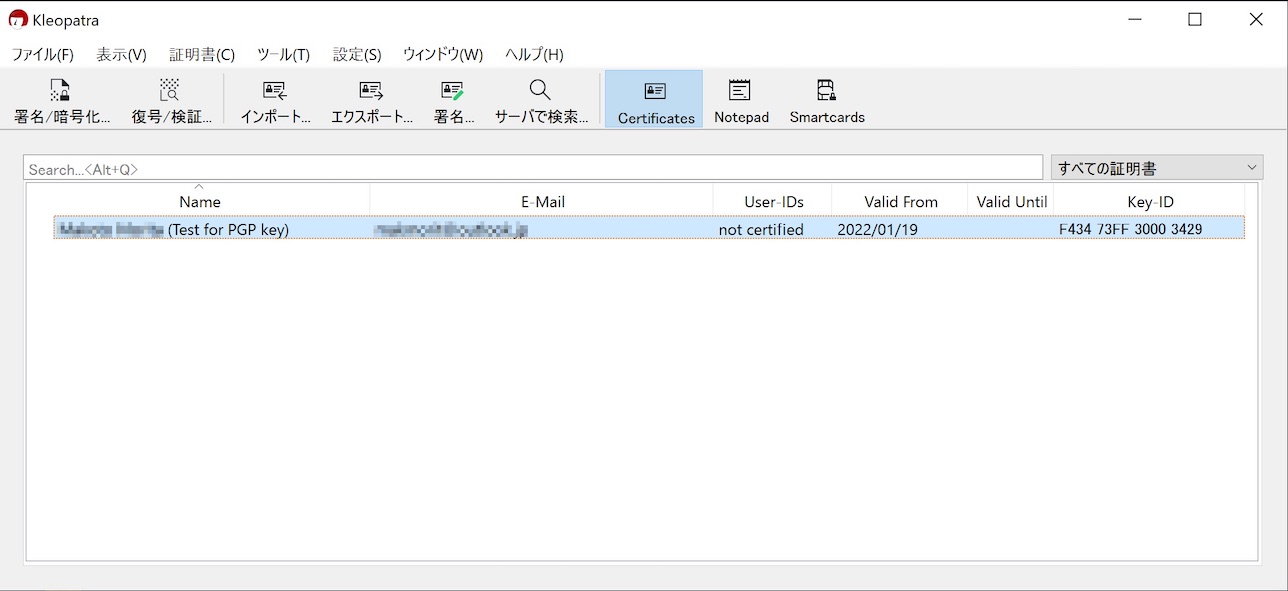 Kleopatra
ファイル(F) 表示(V) 証明書(C) ツール(T) 設定(S) ウィンドウ(W) ヘルプ(H)
署名/暗号化... 復号/検証... インポート... エクスポート... 署名... サーバで検索... Certificates Notepad Smartcards
Search...<Alt+Q> すべての証明書
Name E-Mail User-IDs Valid From Valid Until Key-ID
(Test for PGP key) not certified 2022/01/19 F434 73FF 3000 3429